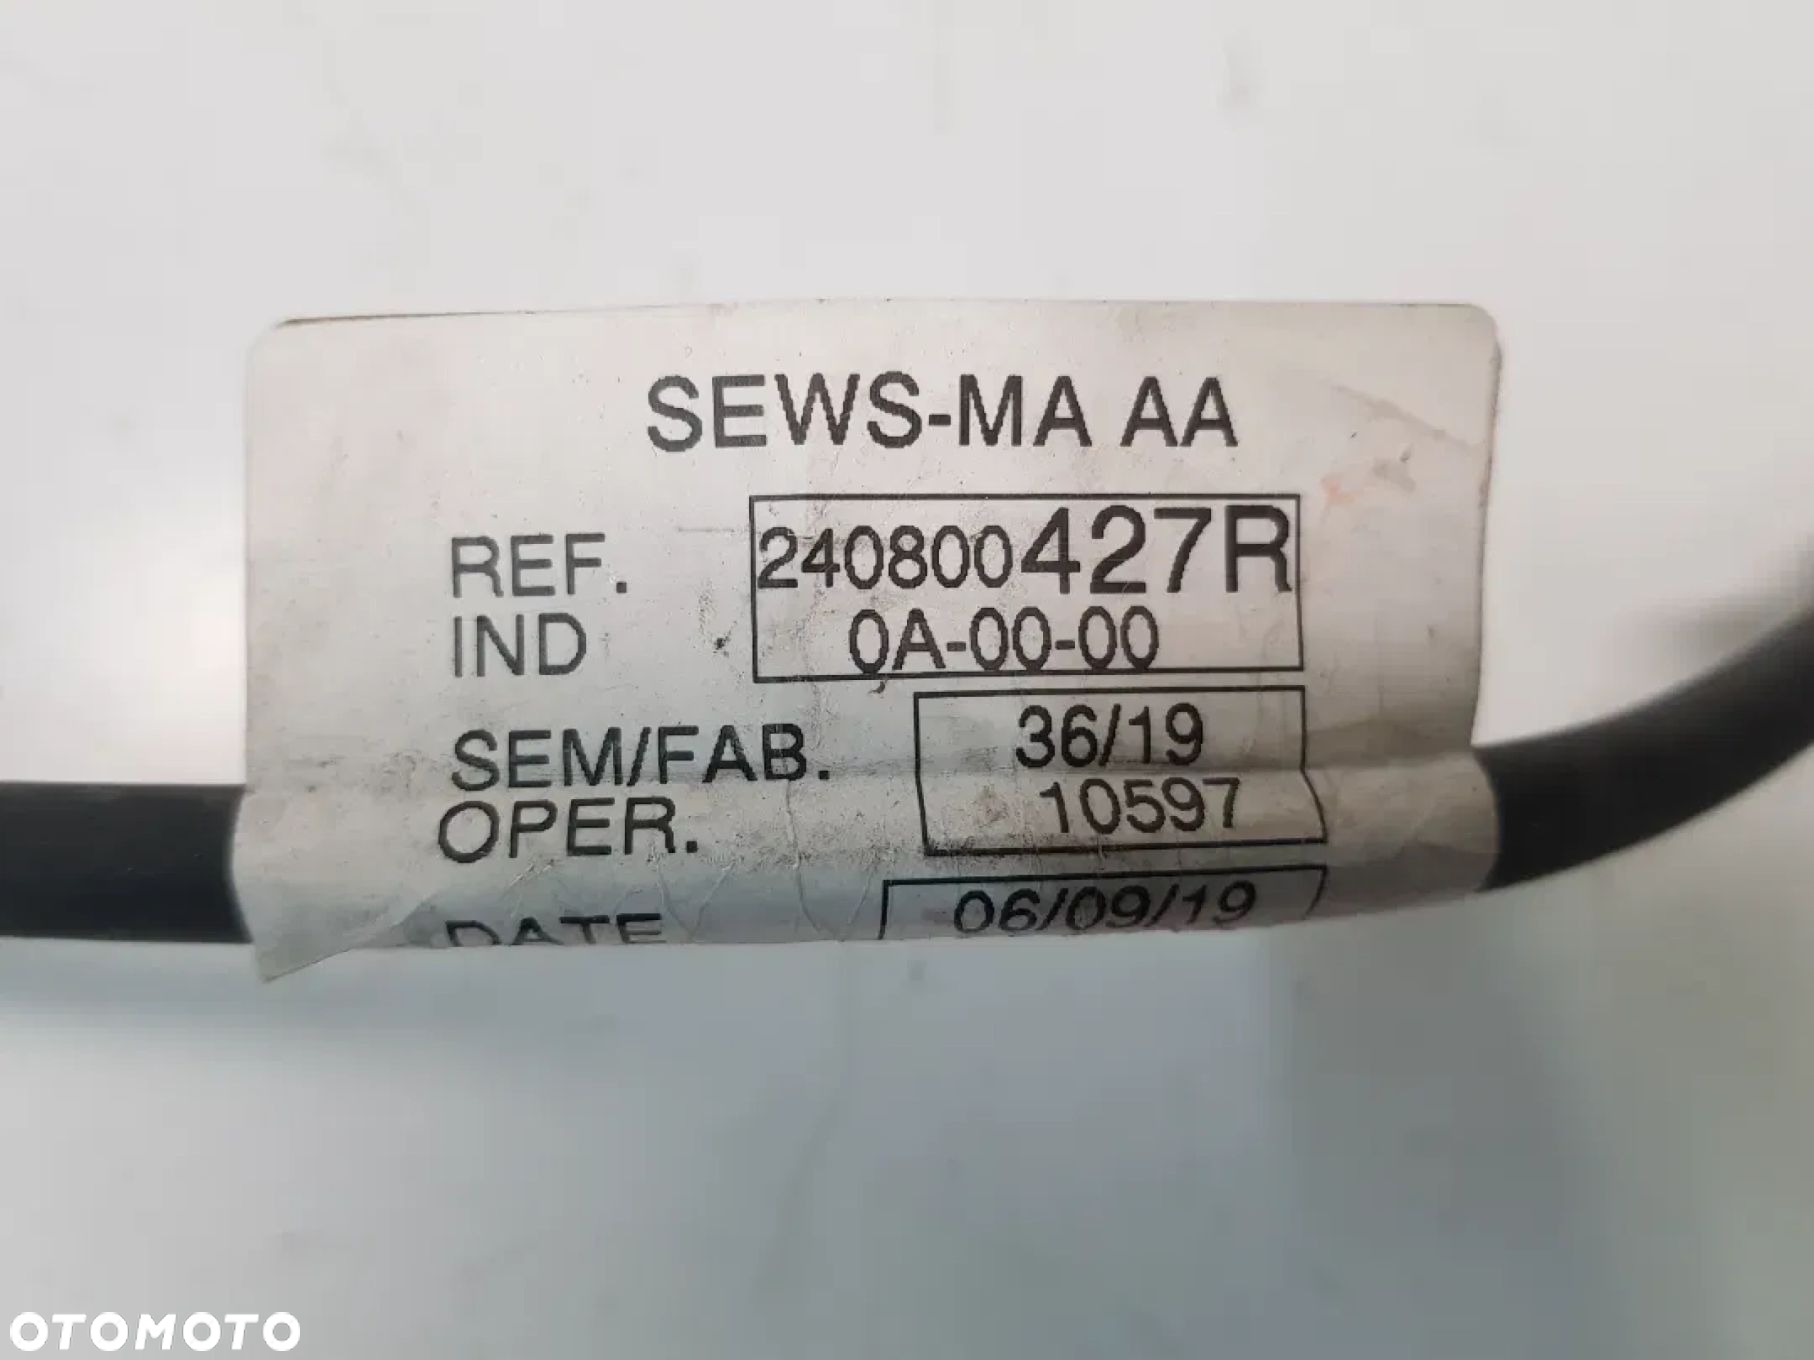 SEWS-MA AA
REF. 240800427R
IND 0A-00-00
SEM/FAB. 36/19
OPER. 10597
DATE 06/09/19
OTOMOTO